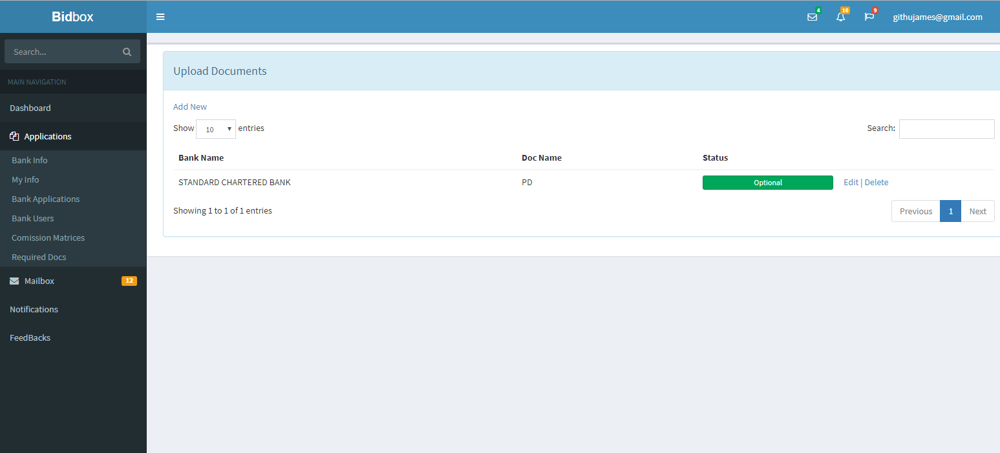 Bidbox
4
10
9
githujames@gmail.com
Search...
MAIN NAVIGATION
Dashboard
Applications
Bank Info
My Info
Bank Applications
Bank Users
Comission Matrices
Required Docs
Mailbox 12
Notifications
FeedBacks
Upload Documents
Add New
Show 10 entries Search:
Bank Name Doc Name Status
STANDARD CHARTERED BANK PD Optional Edit | Delete
Showing 1 to 1 of 1 entries Previous 1 Next